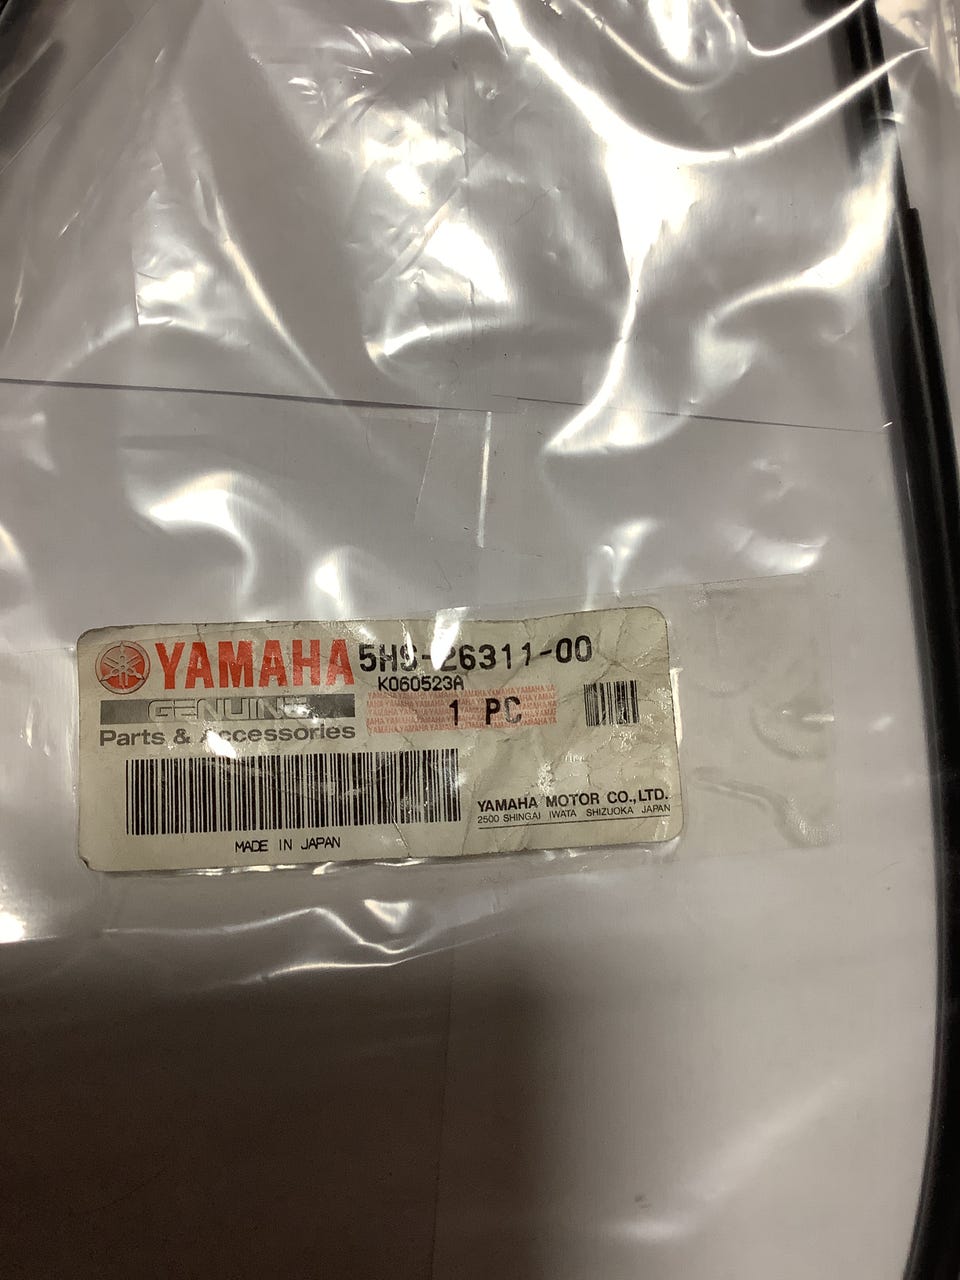 YAMAHA 5HS-26311-00
K060523A
GENUINE
1 PC
Parts & Accessories
YAMAHA MOTOR CO.,LTD.
2500 SHINGAI IWATA SHIZUOKA JAPAN
MADE IN JAPAN